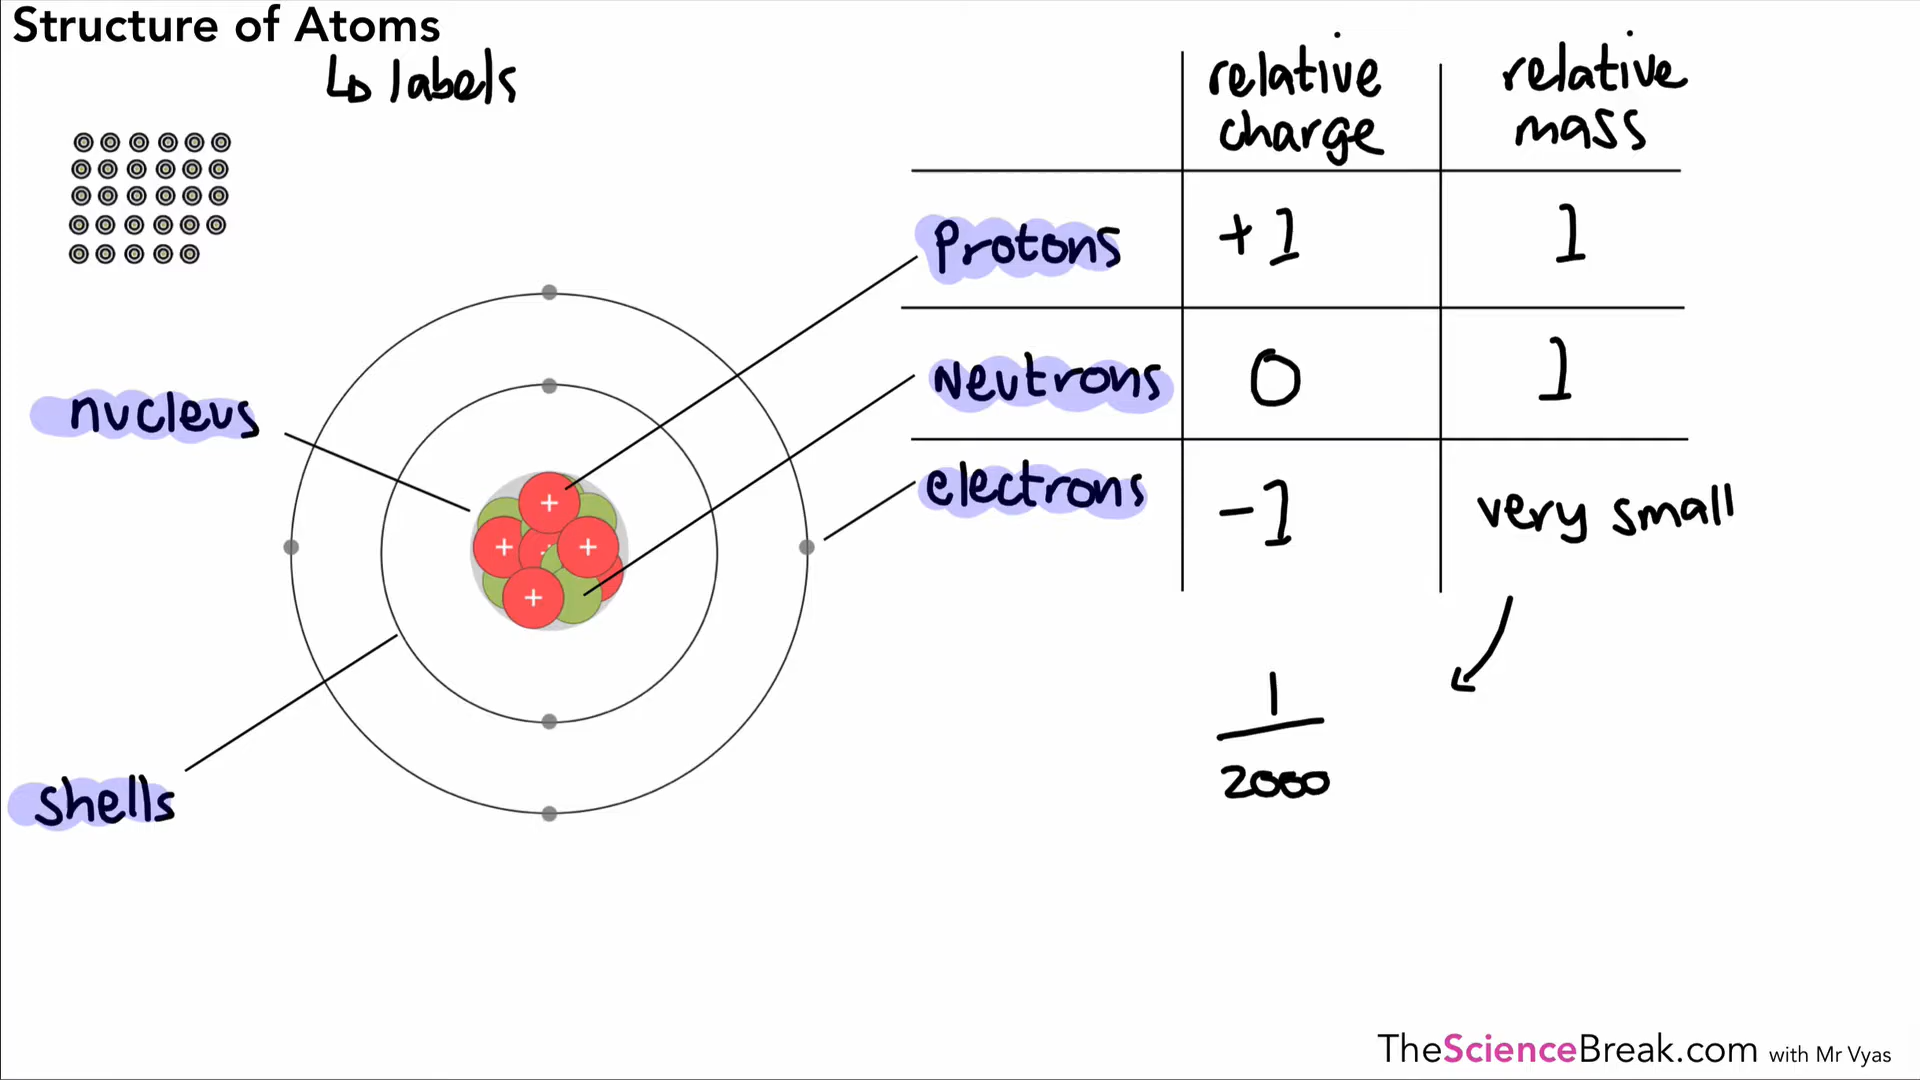 Structure of Atoms
↳ labels
relative charge
relative mass
Protons
+1
1
Neutrons
0
1
electrons
-1
very small
1
2000
nucleus
shells
+
+
+
+
TheScienceBreak.com with Mr Vyas